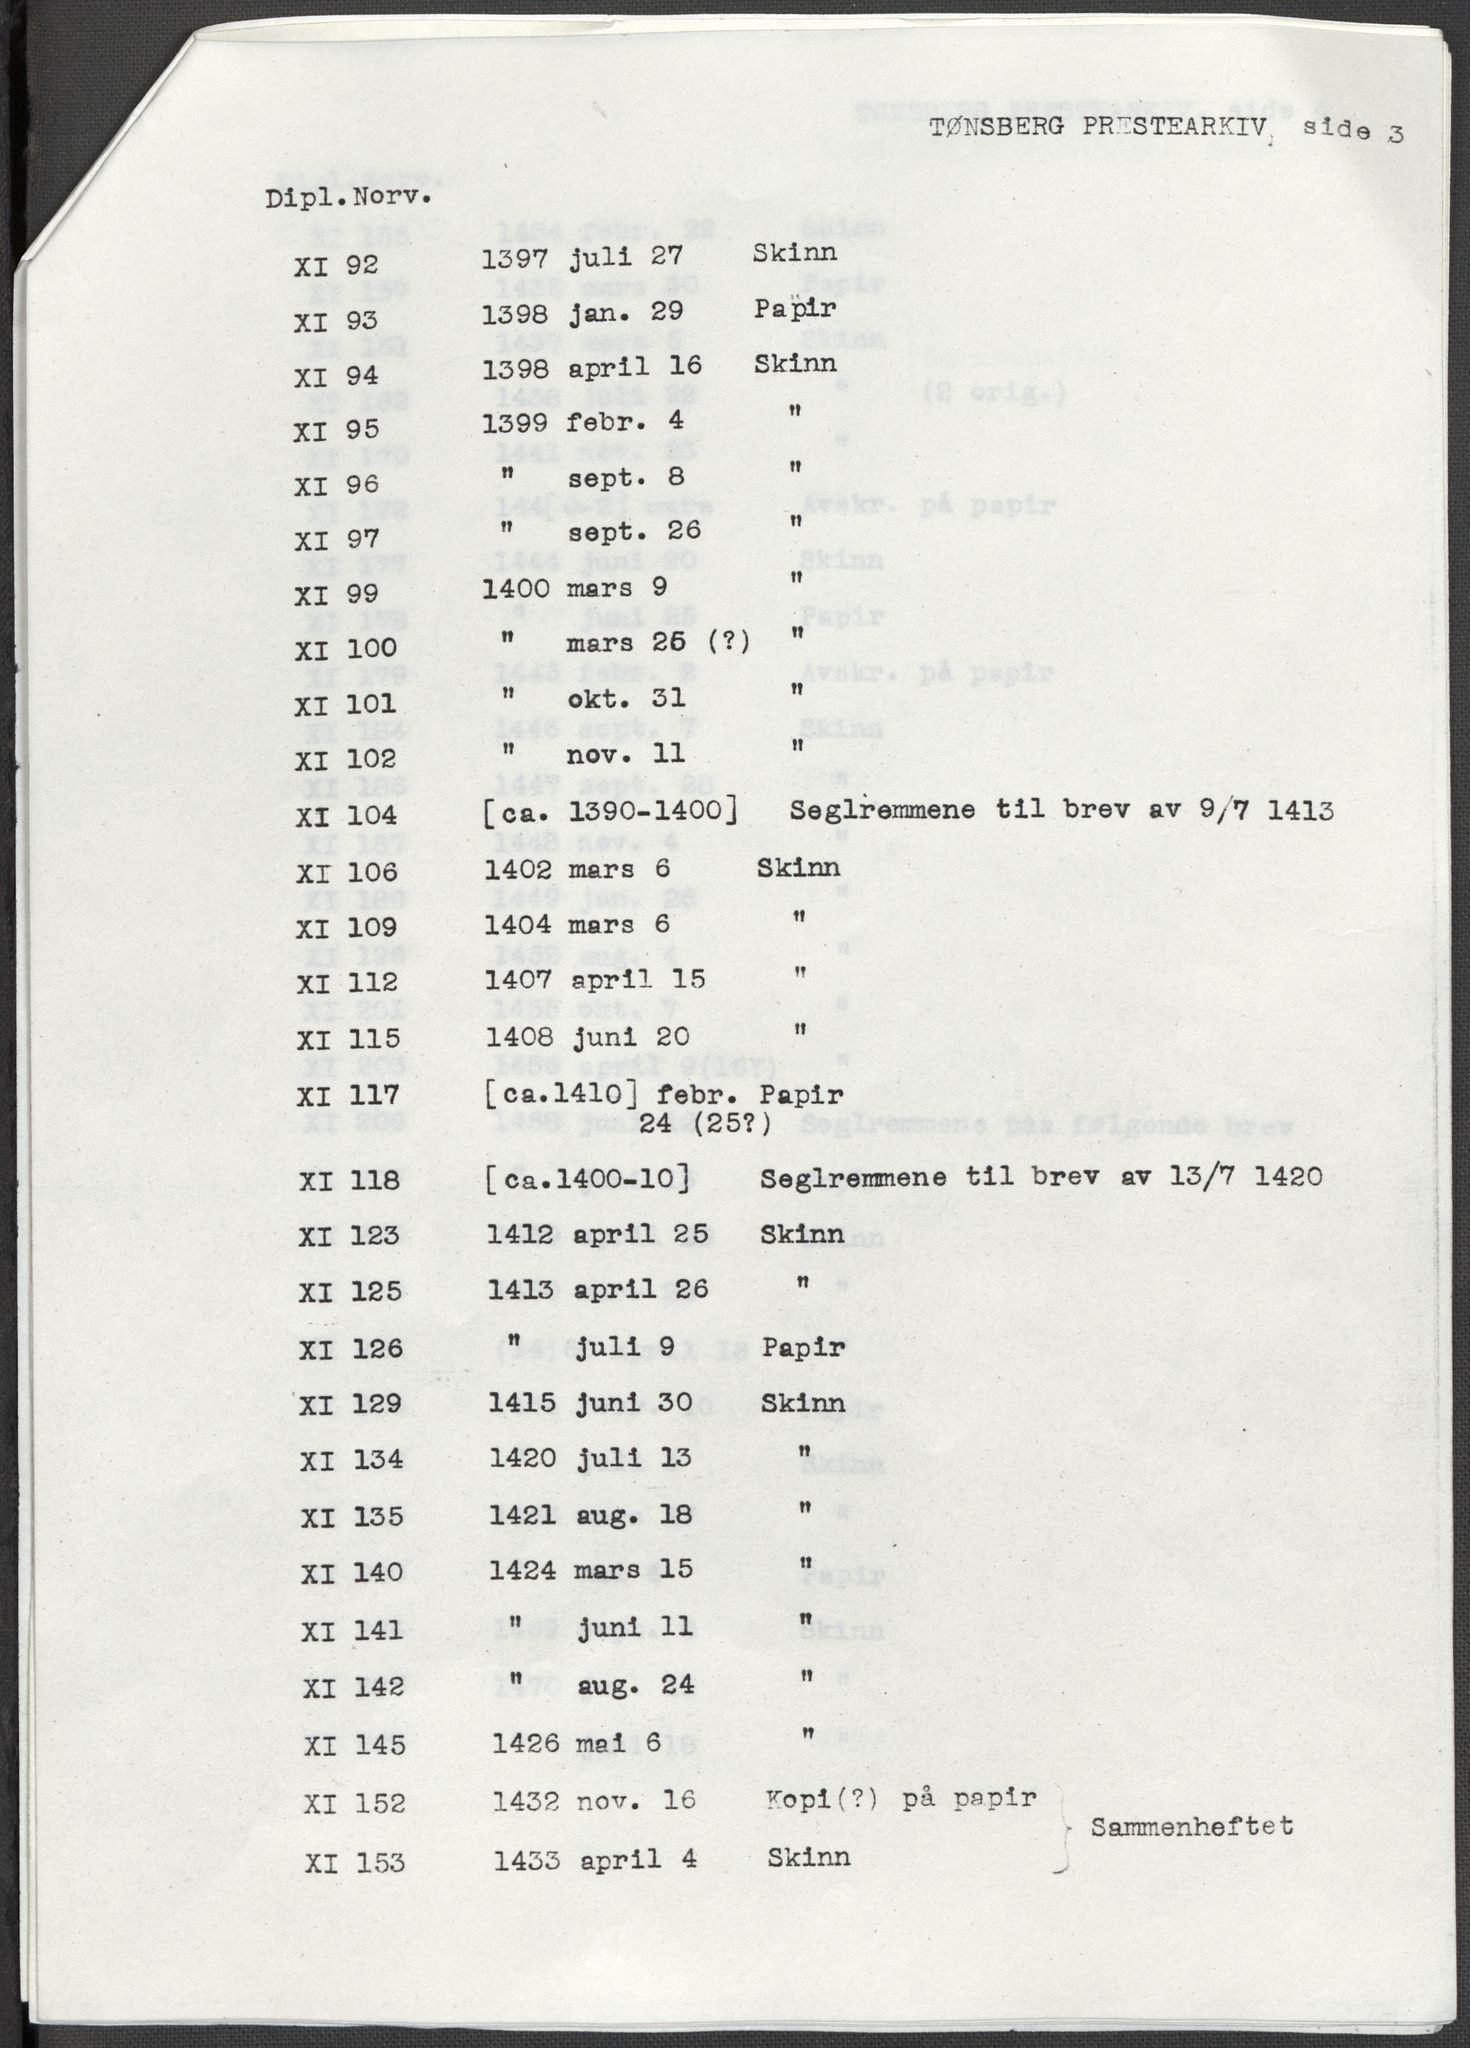 TØNSBERG PRESTEARKIV, side 3
Dipl.Norv.
XI 92 1397 juli 27 Skinn
XI 93 1398 jan. 29 Papir
XI 94 1398 april 16 Skinn
XI 95 1399 febr. 4 "
XI 96 " sept. 8 "
XI 97 " sept. 26 "
XI 99 1400 mars 9 "
XI 100 " mars 25 (?) "
XI 101 " okt. 31 "
XI 102 " nov. 11 "
XI 104 [ca. 1390-1400] Seglremmene til brev av 9/7 1413
XI 106 1402 mars 6 Skinn
XI 109 1404 mars 6 "
XI 112 1407 april 15 "
XI 115 1408 juni 20 "
XI 117 [ca.1410] febr. Papir
24 (25?)
XI 118 [ca.1400-10] Seglremmene til brev av 13/7 1420
XI 123 1412 april 25 Skinn
XI 125 1413 april 26 "
XI 126 " juli 9 Papir
XI 129 1415 juni 30 Skinn
XI 134 1420 juli 13 "
XI 135 1421 aug. 18 "
XI 140 1424 mars 15 "
XI 141 " juni 11 "
XI 142 " aug. 24 "
XI 145 1426 mai 6 "
XI 152 1432 nov. 16 Kopi(?) på papir
Sammenheftet
XI 153 1433 april 4 Skinn